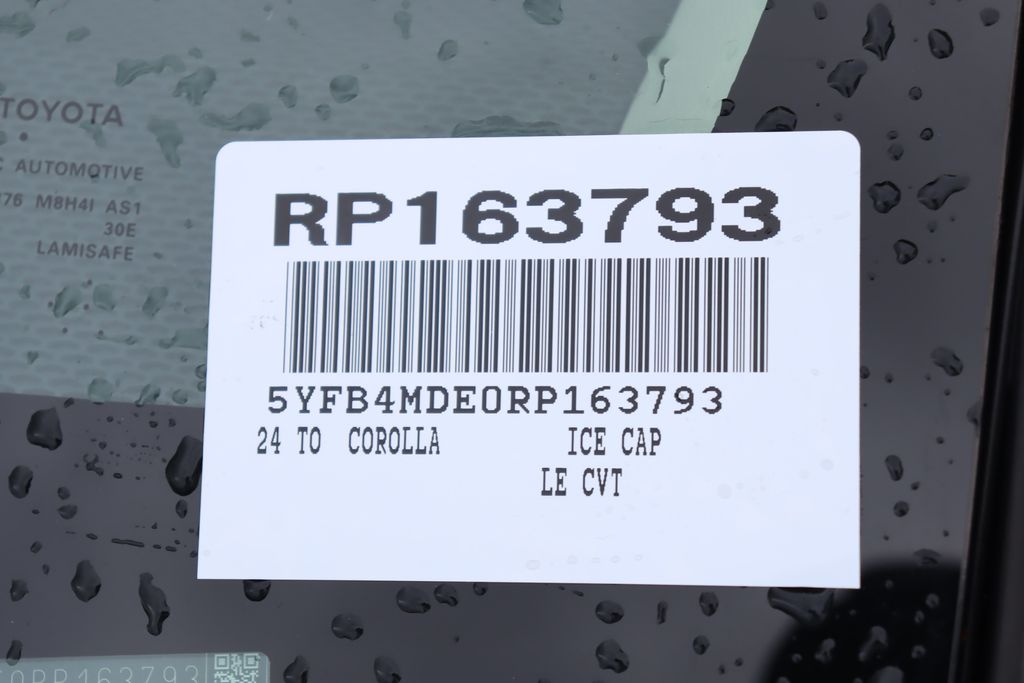 TOYOTA
AUTOMOTIVE
M8H4I AS1
30E
LAMISAFE
RP163793
5YFB4MDE0RP163793
24 TO COROLLA ICE CAP
LE CVT